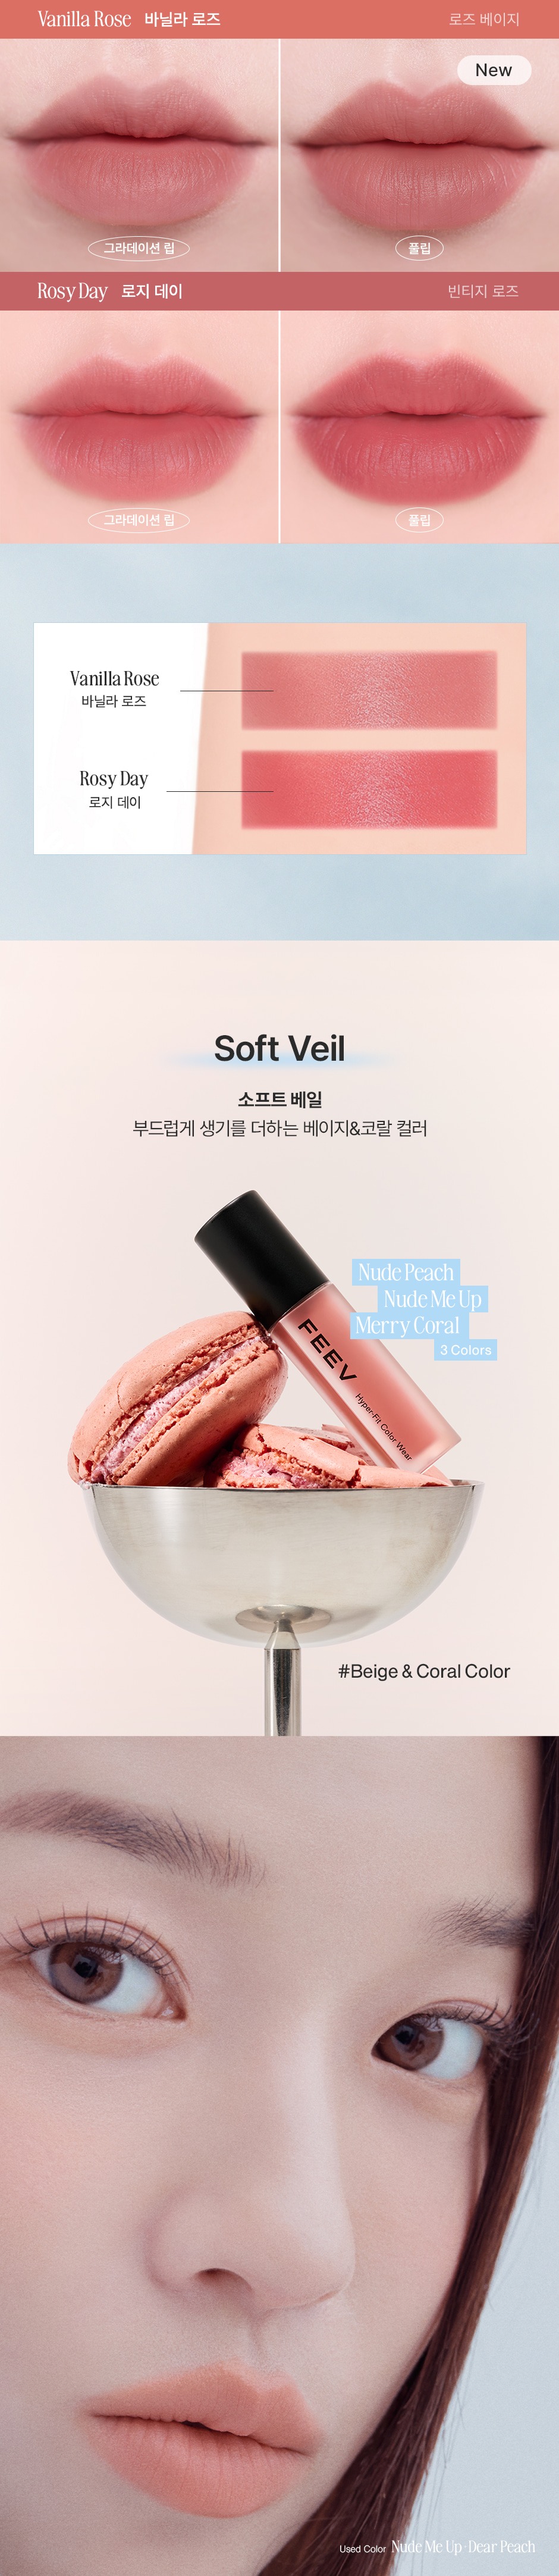 Vanilla Rose 바닐라 로즈 로즈 베이지
New
그라데이션 립 풀립
Rosy Day 로지 데이 빈티지 로즈
그라데이션 립 풀립
Vanilla Rose
바닐라 로즈
Rosy Day
로지 데이
Soft Veil
소프트 베일
부드럽게 생기를 더하는 베이지&코랄 컬러
Nude Peach
Nude Me Up
Merry Coral
3 Colors
FEEV
Hyper-Fit Color Wear
#Beige & Coral Color
Used Color Nude Me Up·Dear Peach